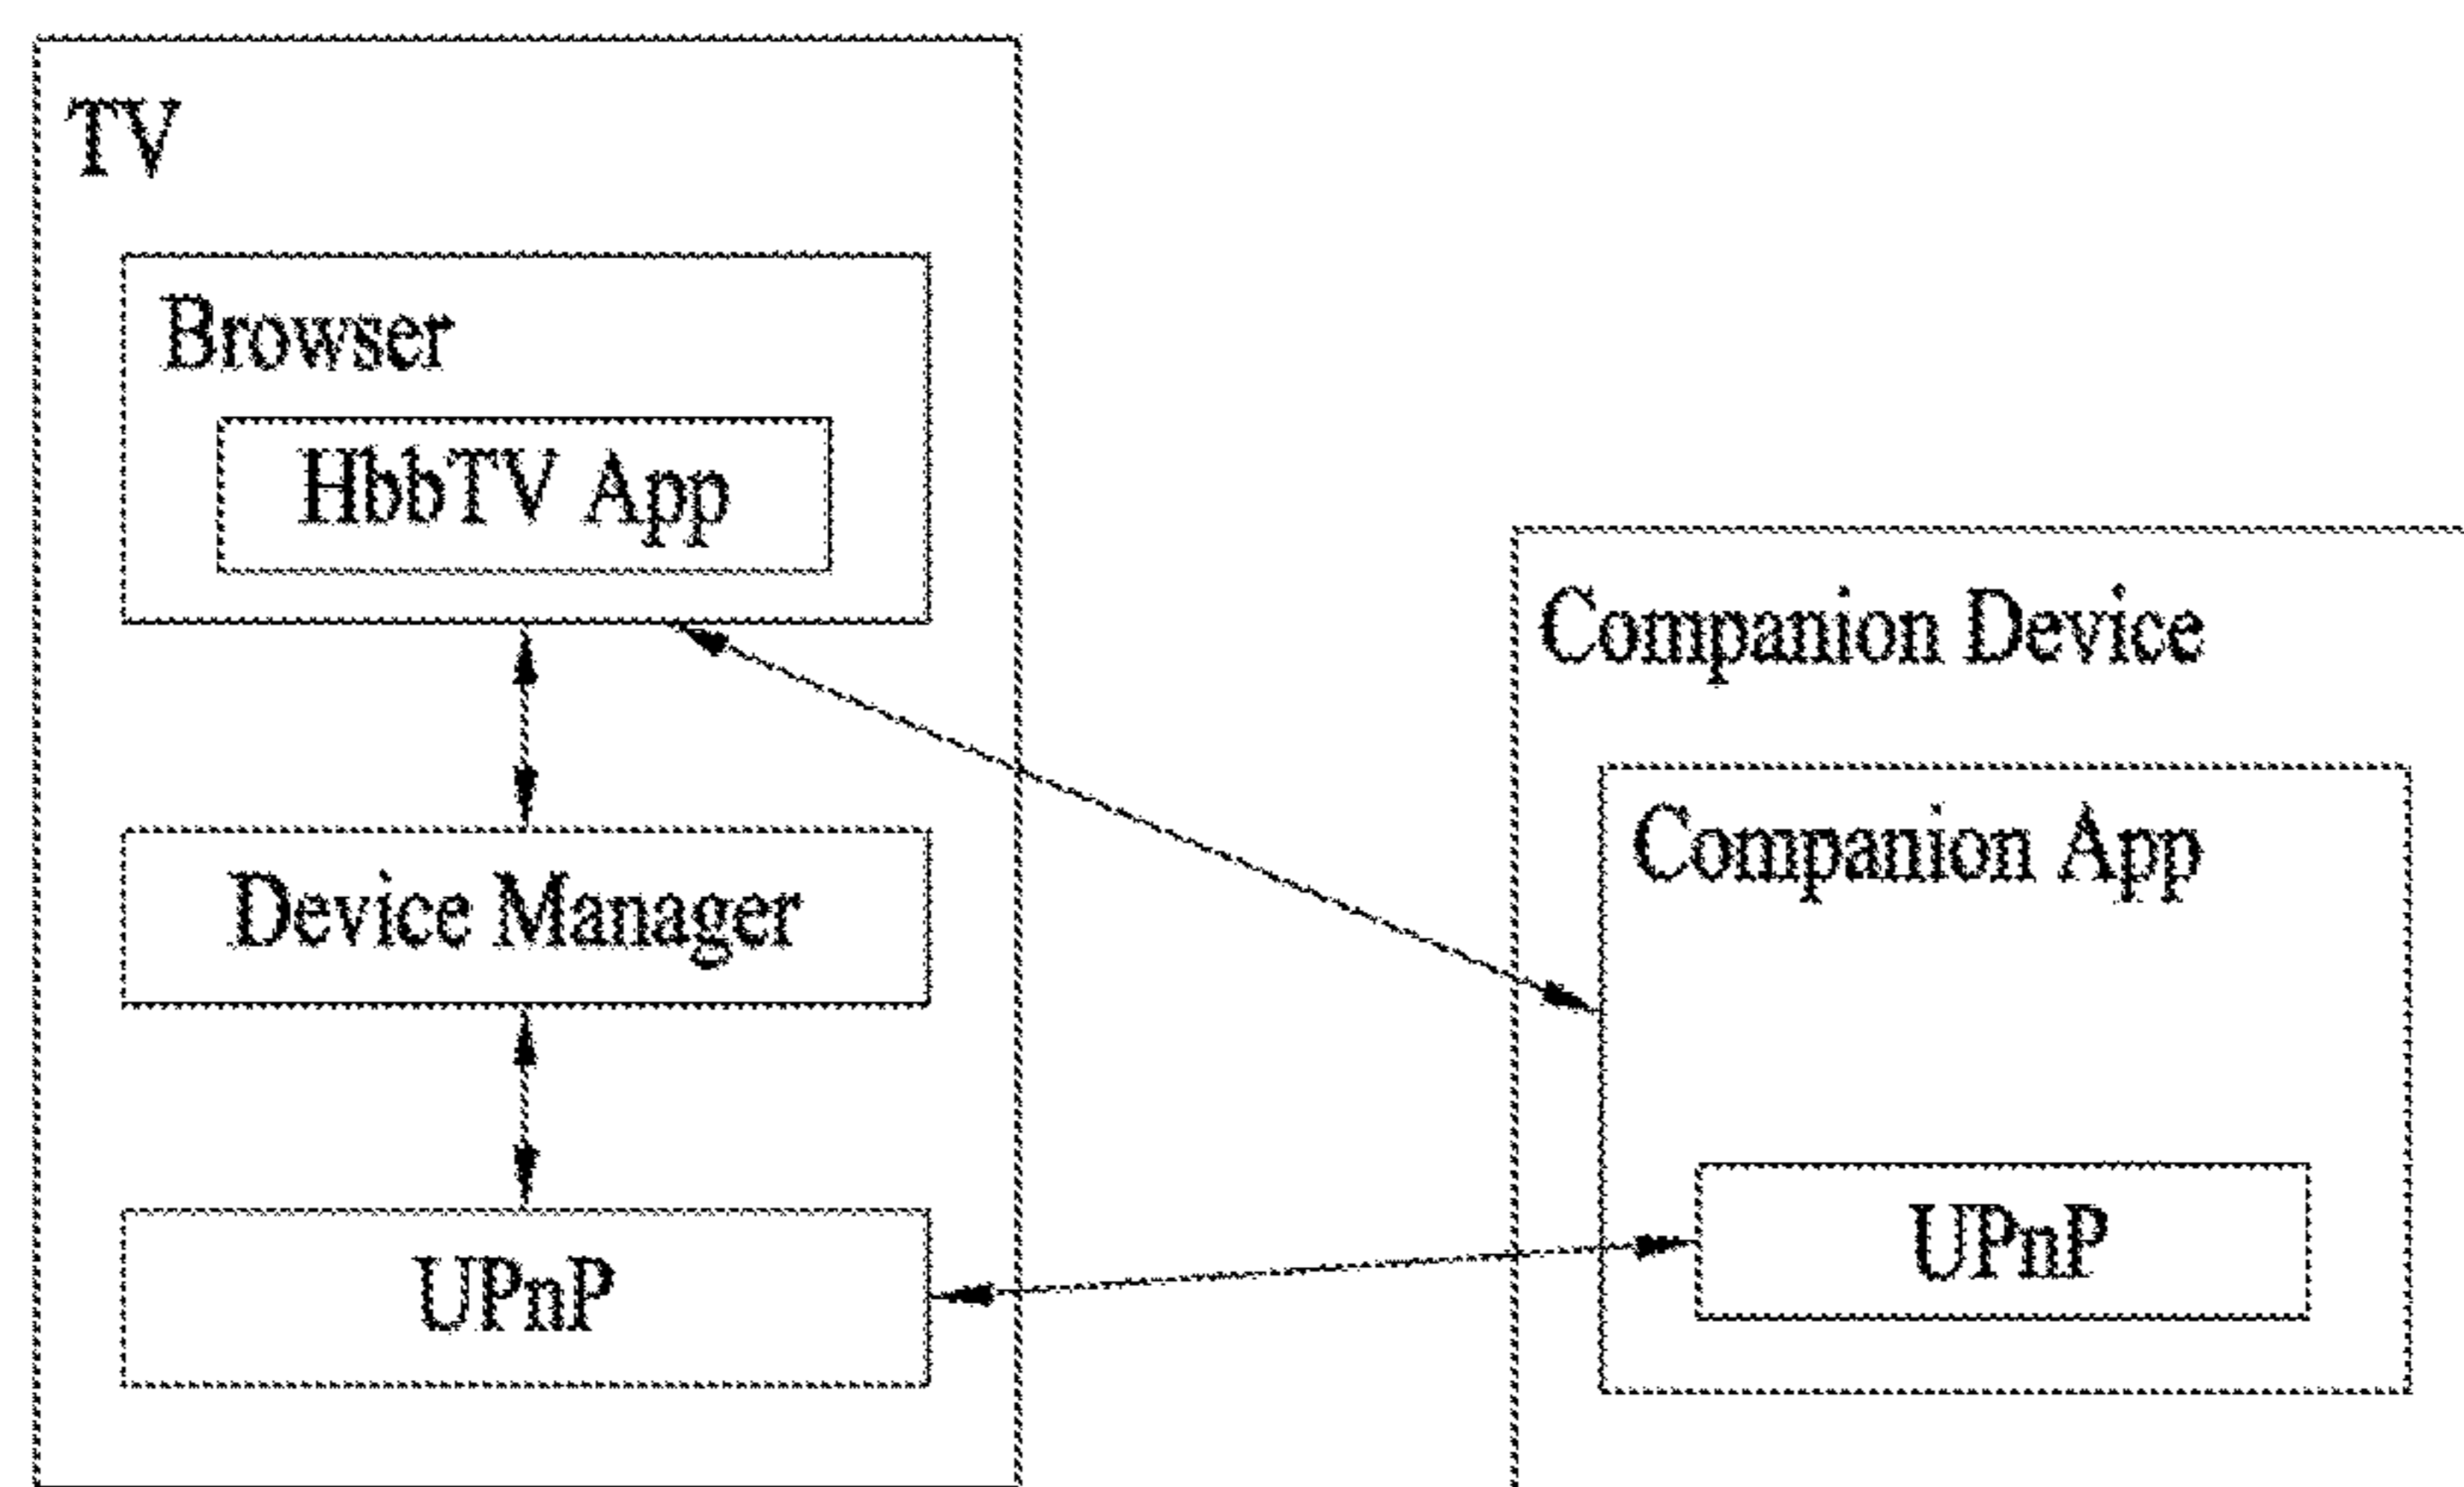 TV
Browser
HbbTV App
Device Manager
UPnP
Companion Device
Companion App
UPnP